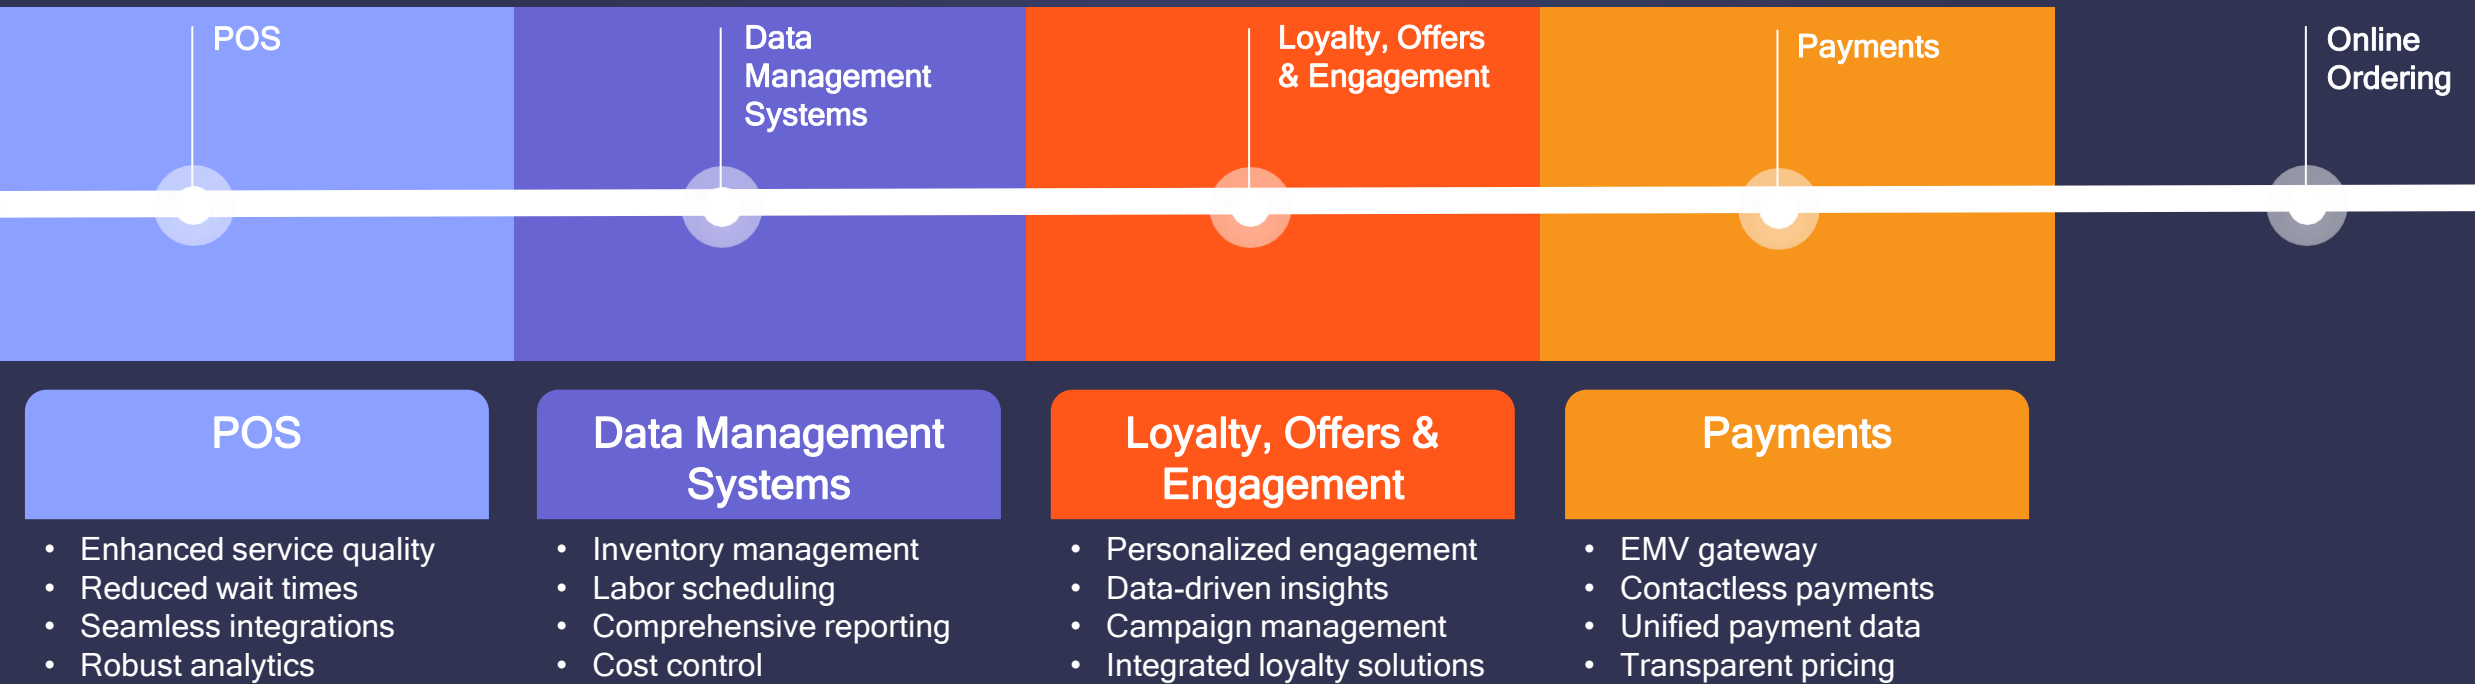 POS
Data
Management
Systems
Loyalty, Offers
& Engagement
Payments
Online
Ordering
POS
• Enhanced service quality
• Reduced wait times
• Seamless integrations
• Robust analytics
Data Management
Systems
• Inventory management
• Labor scheduling
• Comprehensive reporting
• Cost control
Loyalty, Offers &
Engagement
• Personalized engagement
• Data-driven insights
• Campaign management
• Integrated loyalty solutions
Payments
• EMV gateway
• Contactless payments
• Unified payment data
• Transparent pricing